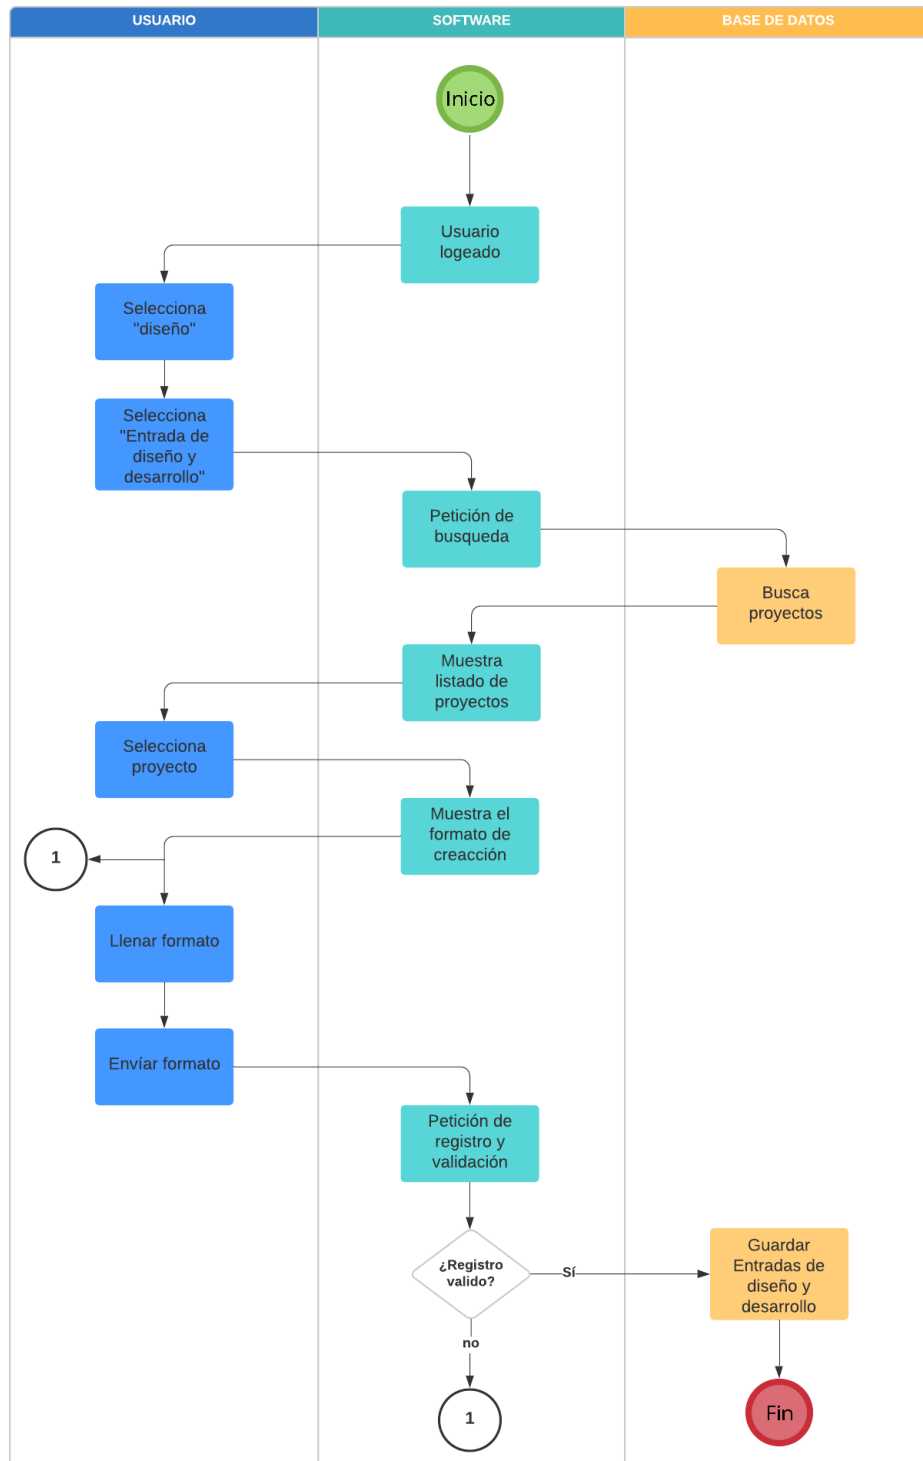 USUARIO
SOFTWARE
BASE DE DATOS
Inicio
Usuario
logeado
Selecciona
"diseño"
Selecciona
"Entrada de
diseño y
desarrollo"
Petición de
busqueda
Busca
proyectos
Muestra
listado de
proyectos
Selecciona
proyecto
Muestra el
formato de
creacción
1
Llenar formato
Envíar formato
Petición de
registro y
validación
¿Registro
valido?
Sí
Guardar
Entradas de
diseño y
desarrollo
no
1
Fin